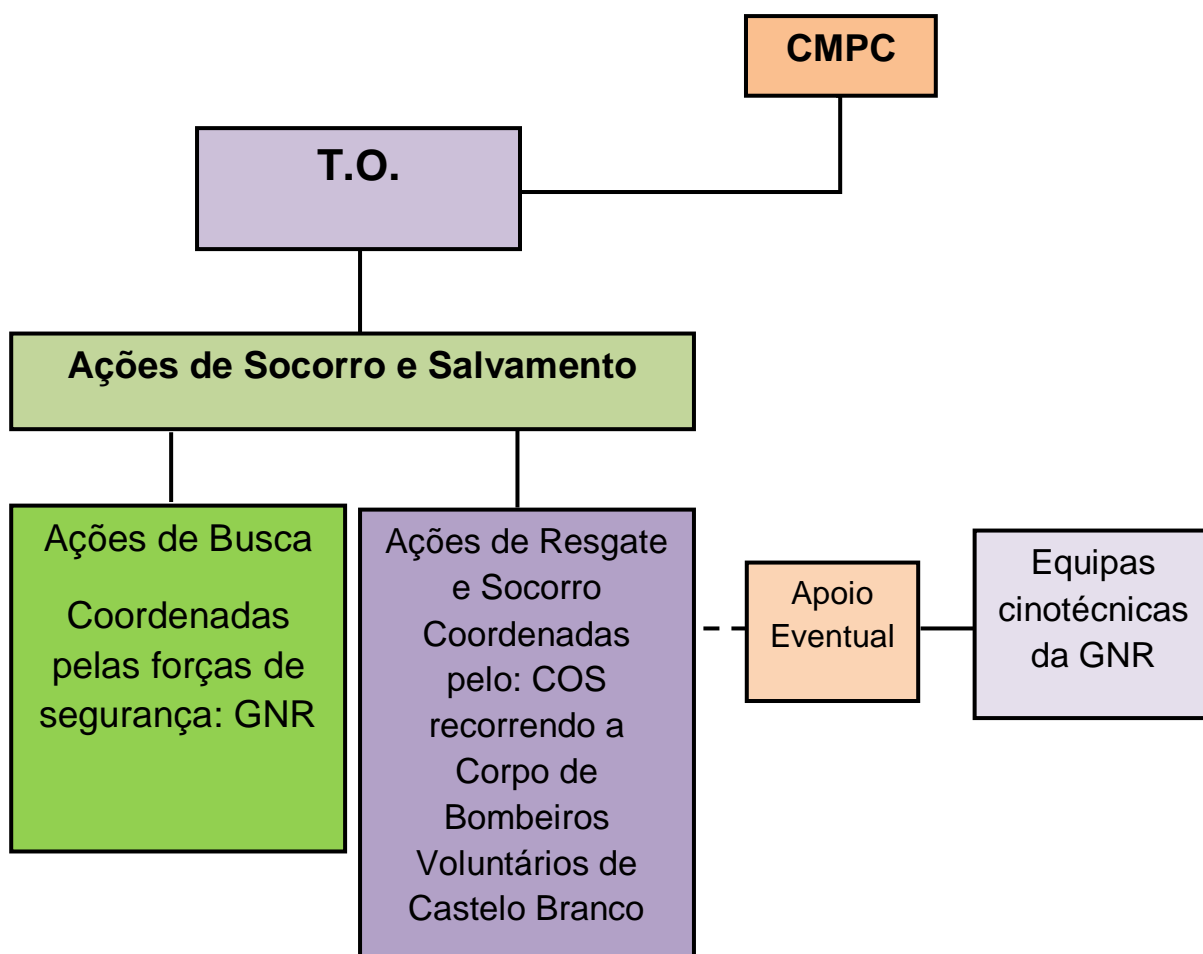 CMPC
T.O.
Ações de Socorro e Salvamento
Ações de Busca
Coordenadas
pelas forças de
segurança: GNR
Ações de Resgate
e Socorro
Coordenadas
pelo: COS
recorrendo a
Corpo de
Bombeiros
Voluntários de
Castelo Branco
Apoio
Eventual
Equipas
cinotécnicas
da GNR